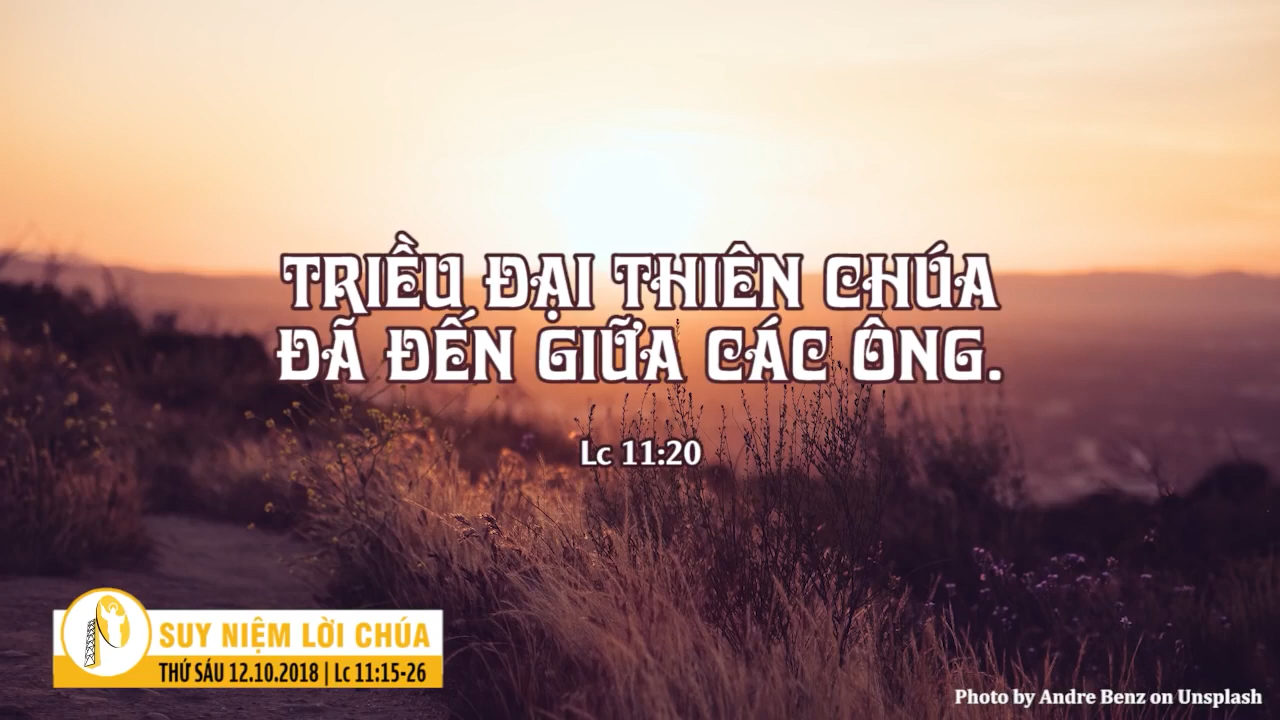 TRIỀU ĐẠI THIÊN CHÚA
ĐÃ ĐẾN GIỮA CÁC ÔNG.
Lc 11:20
SUY NIỆM LỜI CHÚA
THỨ SÁU 12.10.2018 | Lc 11:15-26
Photo by Andre Benz on Unsplash